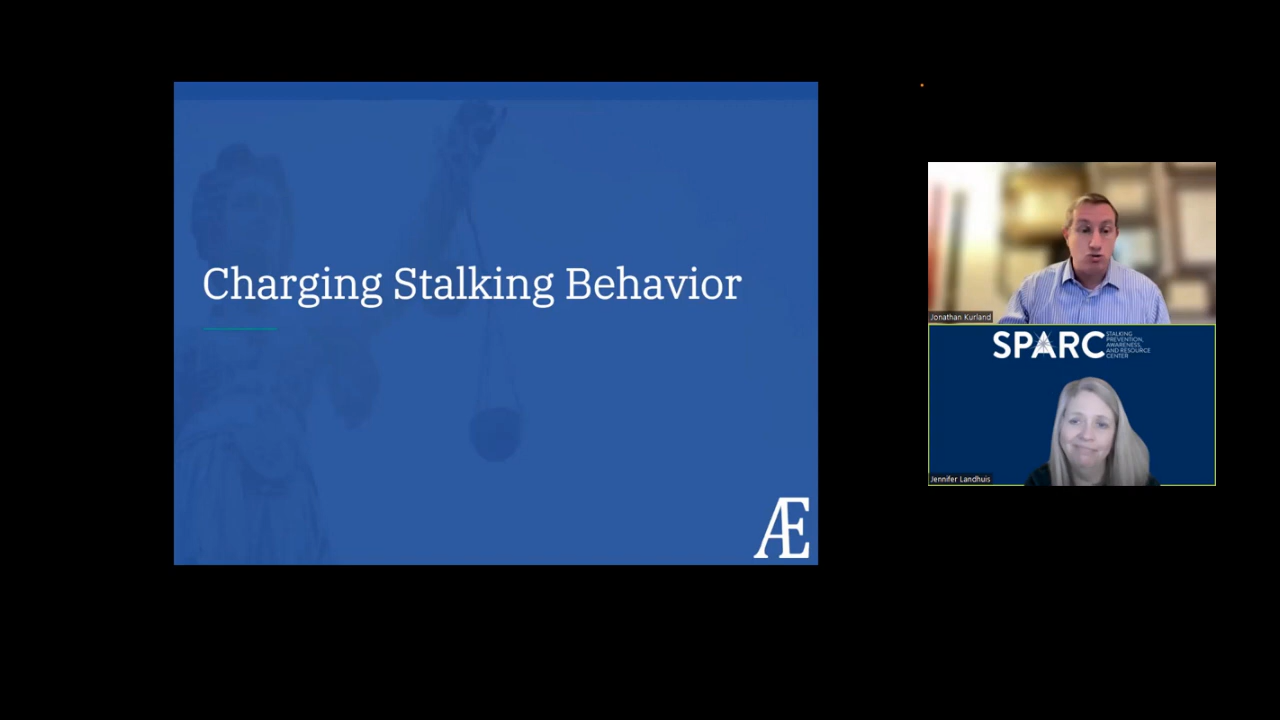 Charging Stalking Behavior
Æ
Jonathan Kurland
SPARC
STALKING
PREVENTION,
AWARENESS,
AND RESOURCE
CENTER
Jennifer Landhuis